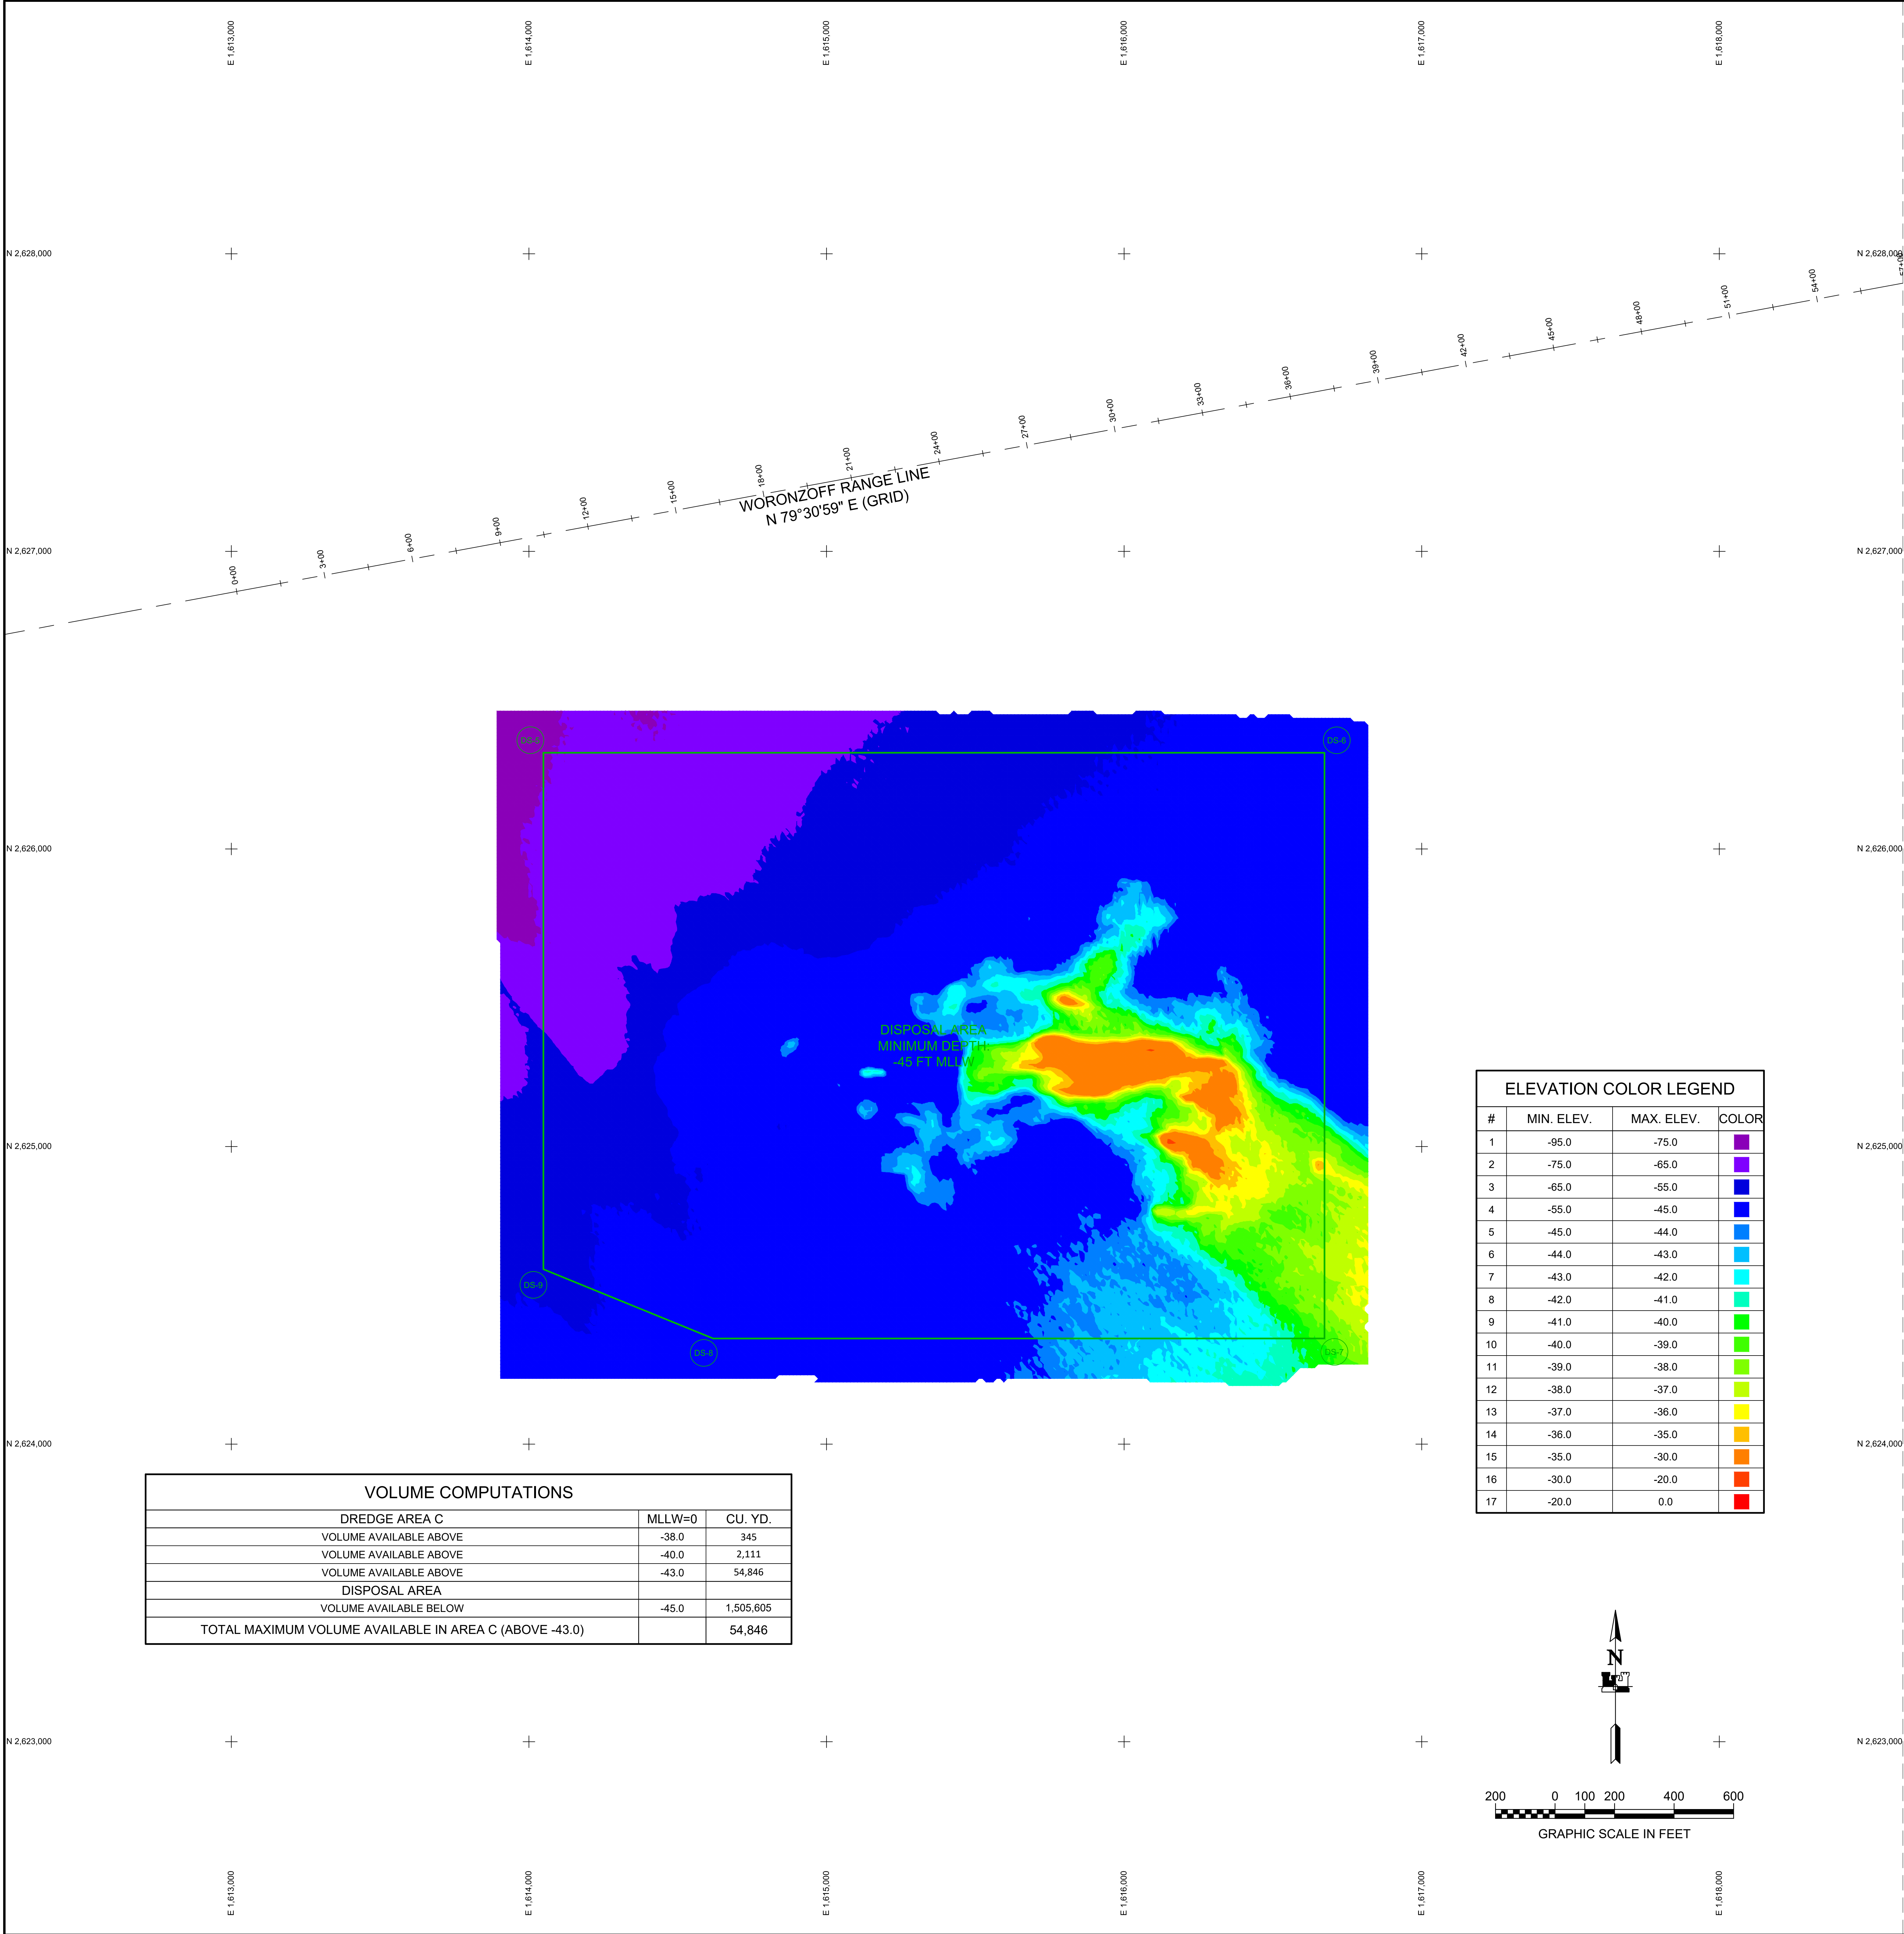 E 1,613,000
E 1,614,000
E 1,615,000
E 1,616,000
E 1,617,000
E 1,618,000
N 2,628,000
N 2,628,000
57+00
54+00
51+00
48+00
45+00
42+00
39+00
36+00
33+00
30+00
27+00
24+00
21+00
18+00
15+00
12+00
9+00
6+00
3+00
0+00
WORONZOFF RANGE LINE
N 79°30'59" E (GRID)
N 2,627,000
N 2,627,000
DS-5
DS-6
N 2,626,000
N 2,626,000
DISPOSAL AREA
MINIMUM DEPTH:
-45 FT MLLW
N 2,625,000
N 2,625,000
DS-9
DS-8
DS-7
ELEVATION COLOR LEGEND
# MIN. ELEV. MAX. ELEV. COLOR
1 -95.0 -75.0
2 -75.0 -65.0
3 -65.0 -55.0
4 -55.0 -45.0
5 -45.0 -44.0
6 -44.0 -43.0
7 -43.0 -42.0
8 -42.0 -41.0
9 -41.0 -40.0
10 -40.0 -39.0
11 -39.0 -38.0
12 -38.0 -37.0
13 -37.0 -36.0
14 -36.0 -35.0
15 -35.0 -30.0
16 -30.0 -20.0
17 -20.0 0.0
N 2,624,000
N 2,624,000
VOLUME COMPUTATIONS
DREDGE AREA C MLLW=0 CU. YD.
VOLUME AVAILABLE ABOVE -38.0 345
VOLUME AVAILABLE ABOVE -40.0 2,111
VOLUME AVAILABLE ABOVE -43.0 54,846
DISPOSAL AREA
VOLUME AVAILABLE BELOW -45.0 1,505,605
TOTAL MAXIMUM VOLUME AVAILABLE IN AREA C (ABOVE -43.0) 54,846
N
N 2,623,000
N 2,623,000
200 0 100 200 400 600
GRAPHIC SCALE IN FEET
E 1,613,000
E 1,614,000
E 1,615,000
E 1,616,000
E 1,617,000
E 1,618,000